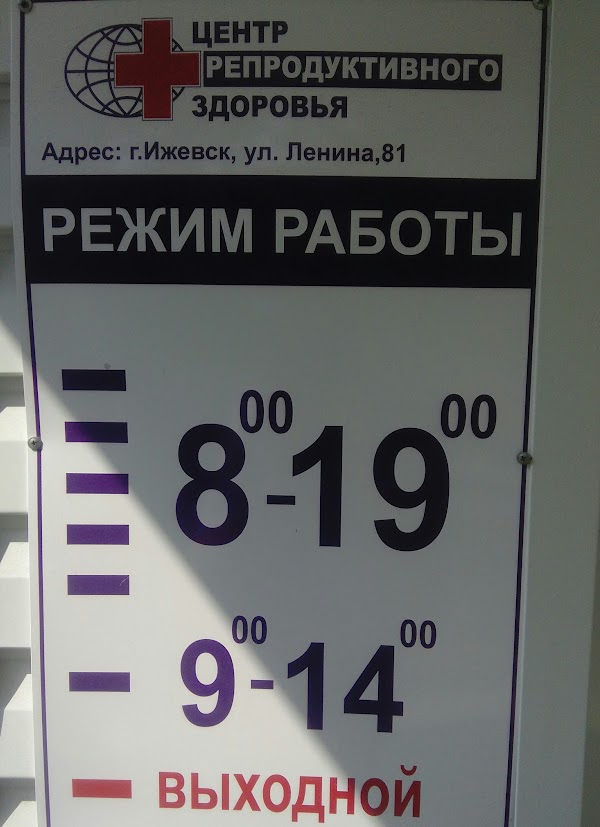 ЦЕНТР
РЕПРОДУКТИВНОГО
ЗДОРОВЬЯ
Адрес: г.Ижевск, ул. Ленина,81
РЕЖИМ РАБОТЫ
8 00 - 19 00
9 00 - 14 00
ВЫХОДНОЙ